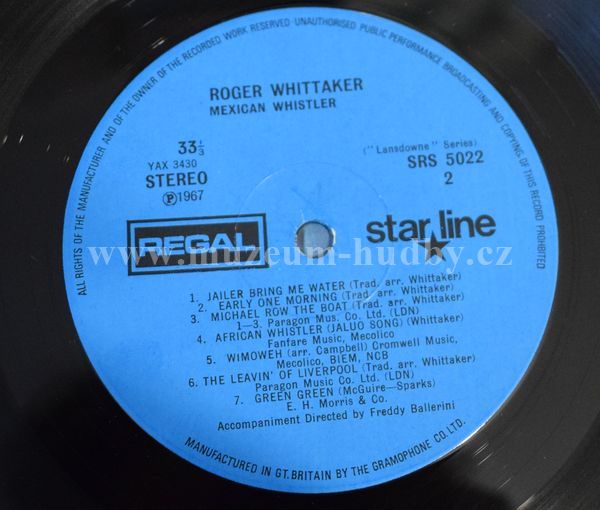 ALL RIGHTS OF THE MANUFACTURER AND OF THE OWNER OF THE RECORDED WORK RESERVED · UNAUTHORISED PUBLIC PERFORMANCE BROADCASTING AND COPYING OF THIS RECORD PROHIBITED
ROGER WHITTAKER
MEXICAN WHISTLER
33⅓
YAX 3430
STEREO
Ⓟ1967
("Lansdowne" Series)
SRS 5022
2
REGAL
star line
www.muzeum-hudby.cz
1. JAILER BRING ME WATER (Trad. arr. Whittaker)
2. EARLY ONE MORNING (Trad. arr. Whittaker)
3. MICHAEL ROW THE BOAT (Trad. arr. Whittaker)
1—3. Paragon Mus. Co. Ltd. (LDN)
4. AFRICAN WHISTLER (JALUO SONG) (Whittaker)
Fanfare Music, Mecolico
5. WIMOWEH (arr. Campbell) Cromwell Music,
Mecolico, BIEM, NCB
6. THE LEAVIN' OF LIVERPOOL (Trad. arr. Whittaker)
Paragon Music Co. Ltd. (LDN)
7. GREEN GREEN (McGuire—Sparks)
E. H. Morris & Co.
Accompaniment Directed by Freddy Ballerini
MANUFACTURED IN GT. BRITAIN BY THE GRAMOPHONE CO. LTD.